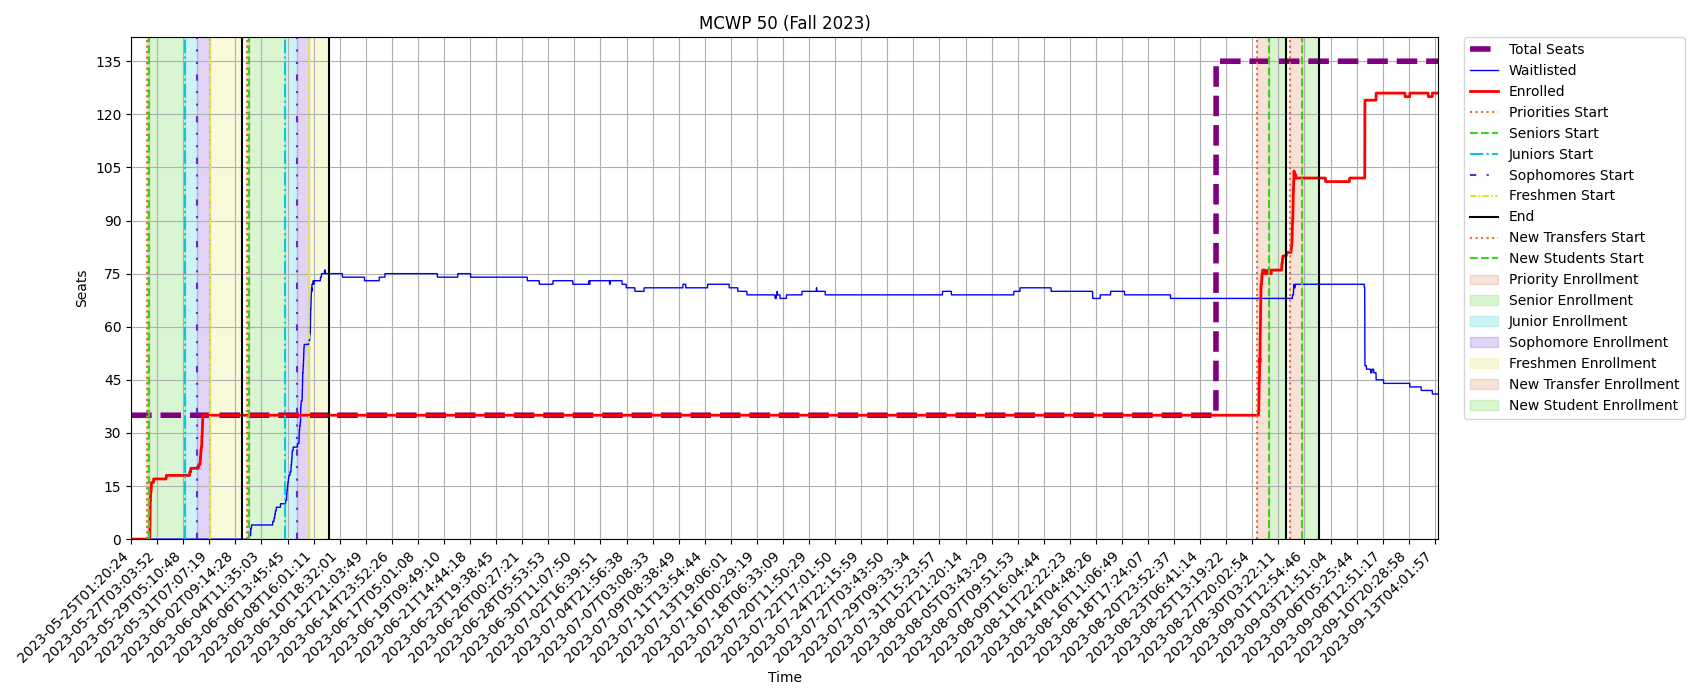 MCWP 50 (Fall 2023)
Seats
135
120
105
90
75
60
45
30
15
0
2023-05-25T01:20:24
2023-05-27T03:03:52
2023-05-29T05:10:48
2023-05-31T07:07:19
2023-06-02T09:14:28
2023-06-04T11:35:03
2023-06-06T13:45:45
2023-06-08T16:01:11
2023-06-10T18:32:01
2023-06-12T21:03:49
2023-06-14T23:52:26
2023-06-17T05:01:08
2023-06-19T09:49:10
2023-06-21T14:44:18
2023-06-23T19:38:45
2023-06-26T00:27:21
2023-06-28T05:53:53
2023-06-30T11:07:50
2023-07-02T16:39:51
2023-07-04T21:56:38
2023-07-07T03:08:33
2023-07-09T08:38:49
2023-07-11T13:54:44
2023-07-13T19:06:01
2023-07-16T00:29:19
2023-07-18T06:33:09
2023-07-20T11:50:29
2023-07-22T17:01:50
2023-07-24T22:15:59
2023-07-27T03:43:50
2023-07-29T09:33:34
2023-07-31T15:23:57
2023-08-02T21:20:14
2023-08-05T03:43:29
2023-08-07T09:51:53
2023-08-09T16:04:44
2023-08-11T22:22:23
2023-08-14T04:48:26
2023-08-16T11:06:49
2023-08-18T17:24:07
2023-08-20T23:52:37
2023-08-23T06:41:14
2023-08-25T13:19:22
2023-08-27T20:02:54
2023-08-30T03:22:11
2023-09-01T12:54:46
2023-09-03T21:51:04
2023-09-06T05:25:44
2023-09-08T12:51:17
2023-09-10T20:28:58
2023-09-13T04:01:57
Time
Total Seats
Waitlisted
Enrolled
Priorities Start
Seniors Start
Juniors Start
Sophomores Start
Freshmen Start
End
New Transfers Start
New Students Start
Priority Enrollment
Senior Enrollment
Junior Enrollment
Sophomore Enrollment
Freshmen Enrollment
New Transfer Enrollment
New Student Enrollment